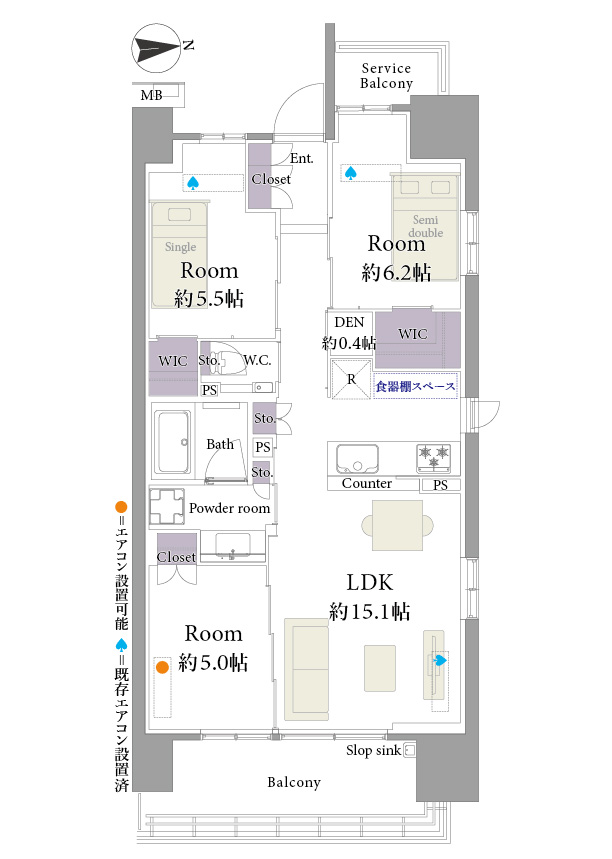 N
MB
Service
Balcony
Ent.
Closet
Single
Room
約5.5帖
Semi
double
Room
約6.2帖
DEN
約0.4帖
WIC
WIC
Sto.
W.C.
PS
R
食器棚スペース
Sto.
Bath
PS
Sto.
Counter
PS
Powder room
Closet
LDK
約15.1帖
Room
約5.0帖
=エアコン設置可能
=既存エアコン設置済
Slop sink
Balcony